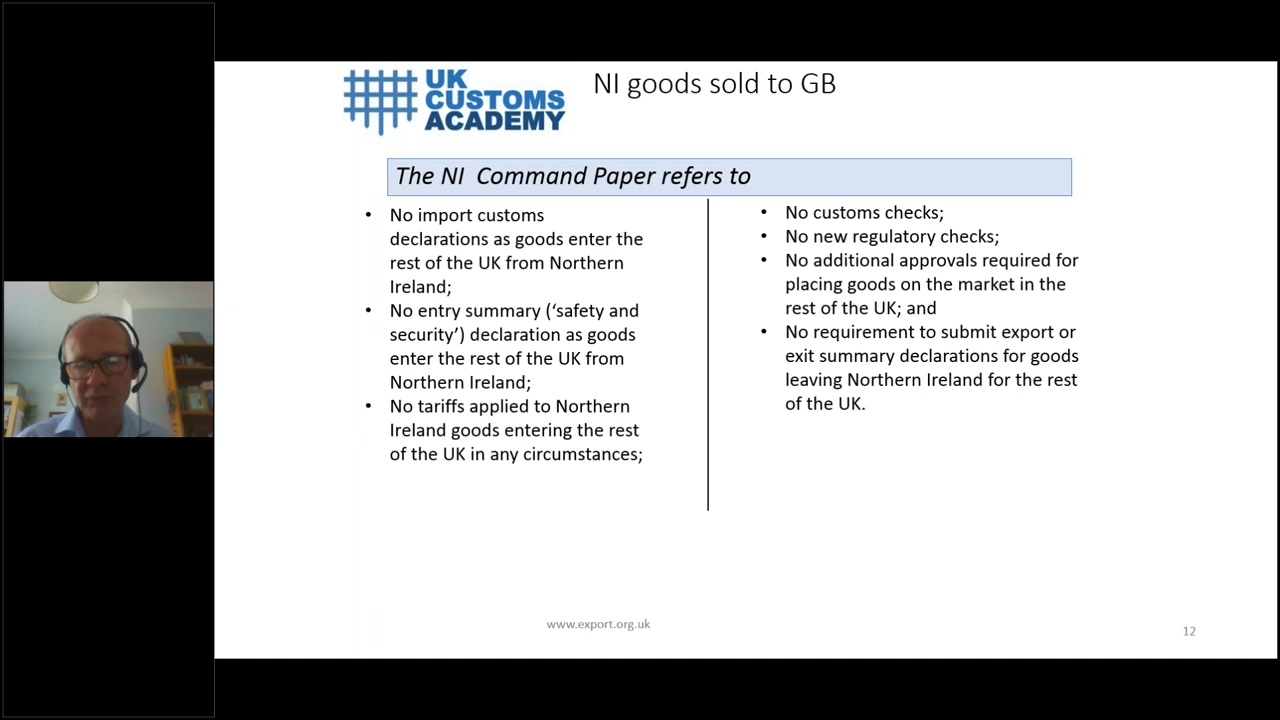 UK
CUSTOMS
ACADEMY
NI goods sold to GB
The NI  Command Paper refers to
• No import customs
declarations as goods enter the
rest of the UK from Northern
Ireland;
• No entry summary (‘safety and
security’) declaration as goods
enter the rest of the UK from
Northern Ireland;
• No tariffs applied to Northern
Ireland goods entering the rest
of the UK in any circumstances;
• No customs checks;
• No new regulatory checks;
• No additional approvals required for
placing goods on the market in the
rest of the UK; and
• No requirement to submit export or
exit summary declarations for goods
leaving Northern Ireland for the rest
of the UK.
www.export.org.uk
12